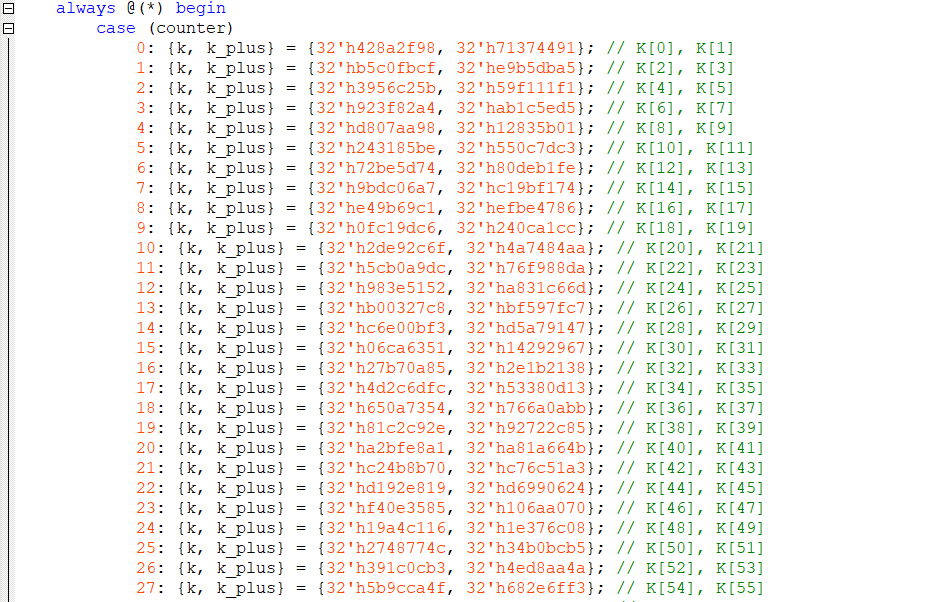 always @(*) begin
case (counter)
0: {k, k_plus} = {32'h428a2f98, 32'h71374491}; // K[0], K[1]
1: {k, k_plus} = {32'hb5c0fbcf, 32'he9b5dba5}; // K[2], K[3]
2: {k, k_plus} = {32'h3956c25b, 32'h59f111f1}; // K[4], K[5]
3: {k, k_plus} = {32'h923f82a4, 32'hab1c5ed5}; // K[6], K[7]
4: {k, k_plus} = {32'hd807aa98, 32'h12835b01}; // K[8], K[9]
5: {k, k_plus} = {32'h243185be, 32'h550c7dc3}; // K[10], K[11]
6: {k, k_plus} = {32'h72be5d74, 32'h80deb1fe}; // K[12], K[13]
7: {k, k_plus} = {32'h9bdc06a7, 32'hc19bf174}; // K[14], K[15]
8: {k, k_plus} = {32'he49b69c1, 32'hefbe4786}; // K[16], K[17]
9: {k, k_plus} = {32'h0fc19dc6, 32'h240ca1cc}; // K[18], K[19]
10: {k, k_plus} = {32'h2de92c6f, 32'h4a7484aa}; // K[20], K[21]
11: {k, k_plus} = {32'h5cb0a9dc, 32'h76f988da}; // K[22], K[23]
12: {k, k_plus} = {32'h983e5152, 32'ha831c66d}; // K[24], K[25]
13: {k, k_plus} = {32'hb00327c8, 32'hbf597fc7}; // K[26], K[27]
14: {k, k_plus} = {32'hc6e00bf3, 32'hd5a79147}; // K[28], K[29]
15: {k, k_plus} = {32'h06ca6351, 32'h14292967}; // K[30], K[31]
16: {k, k_plus} = {32'h27b70a85, 32'h2e1b2138}; // K[32], K[33]
17: {k, k_plus} = {32'h4d2c6dfc, 32'h53380d13}; // K[34], K[35]
18: {k, k_plus} = {32'h650a7354, 32'h766a0abb}; // K[36], K[37]
19: {k, k_plus} = {32'h81c2c92e, 32'h92722c85}; // K[38], K[39]
20: {k, k_plus} = {32'ha2bfe8a1, 32'ha81a664b}; // K[40], K[41]
21: {k, k_plus} = {32'hc24b8b70, 32'hc76c51a3}; // K[42], K[43]
22: {k, k_plus} = {32'hd192e819, 32'hd6990624}; // K[44], K[45]
23: {k, k_plus} = {32'hf40e3585, 32'h106aa070}; // K[46], K[47]
24: {k, k_plus} = {32'h19a4c116, 32'h1e376c08}; // K[48], K[49]
25: {k, k_plus} = {32'h2748774c, 32'h34b0bcb5}; // K[50], K[51]
26: {k, k_plus} = {32'h391c0cb3, 32'h4ed8aa4a}; // K[52], K[53]
27: {k, k_plus} = {32'h5b9cca4f, 32'h682e6ff3}; // K[54], K[55]